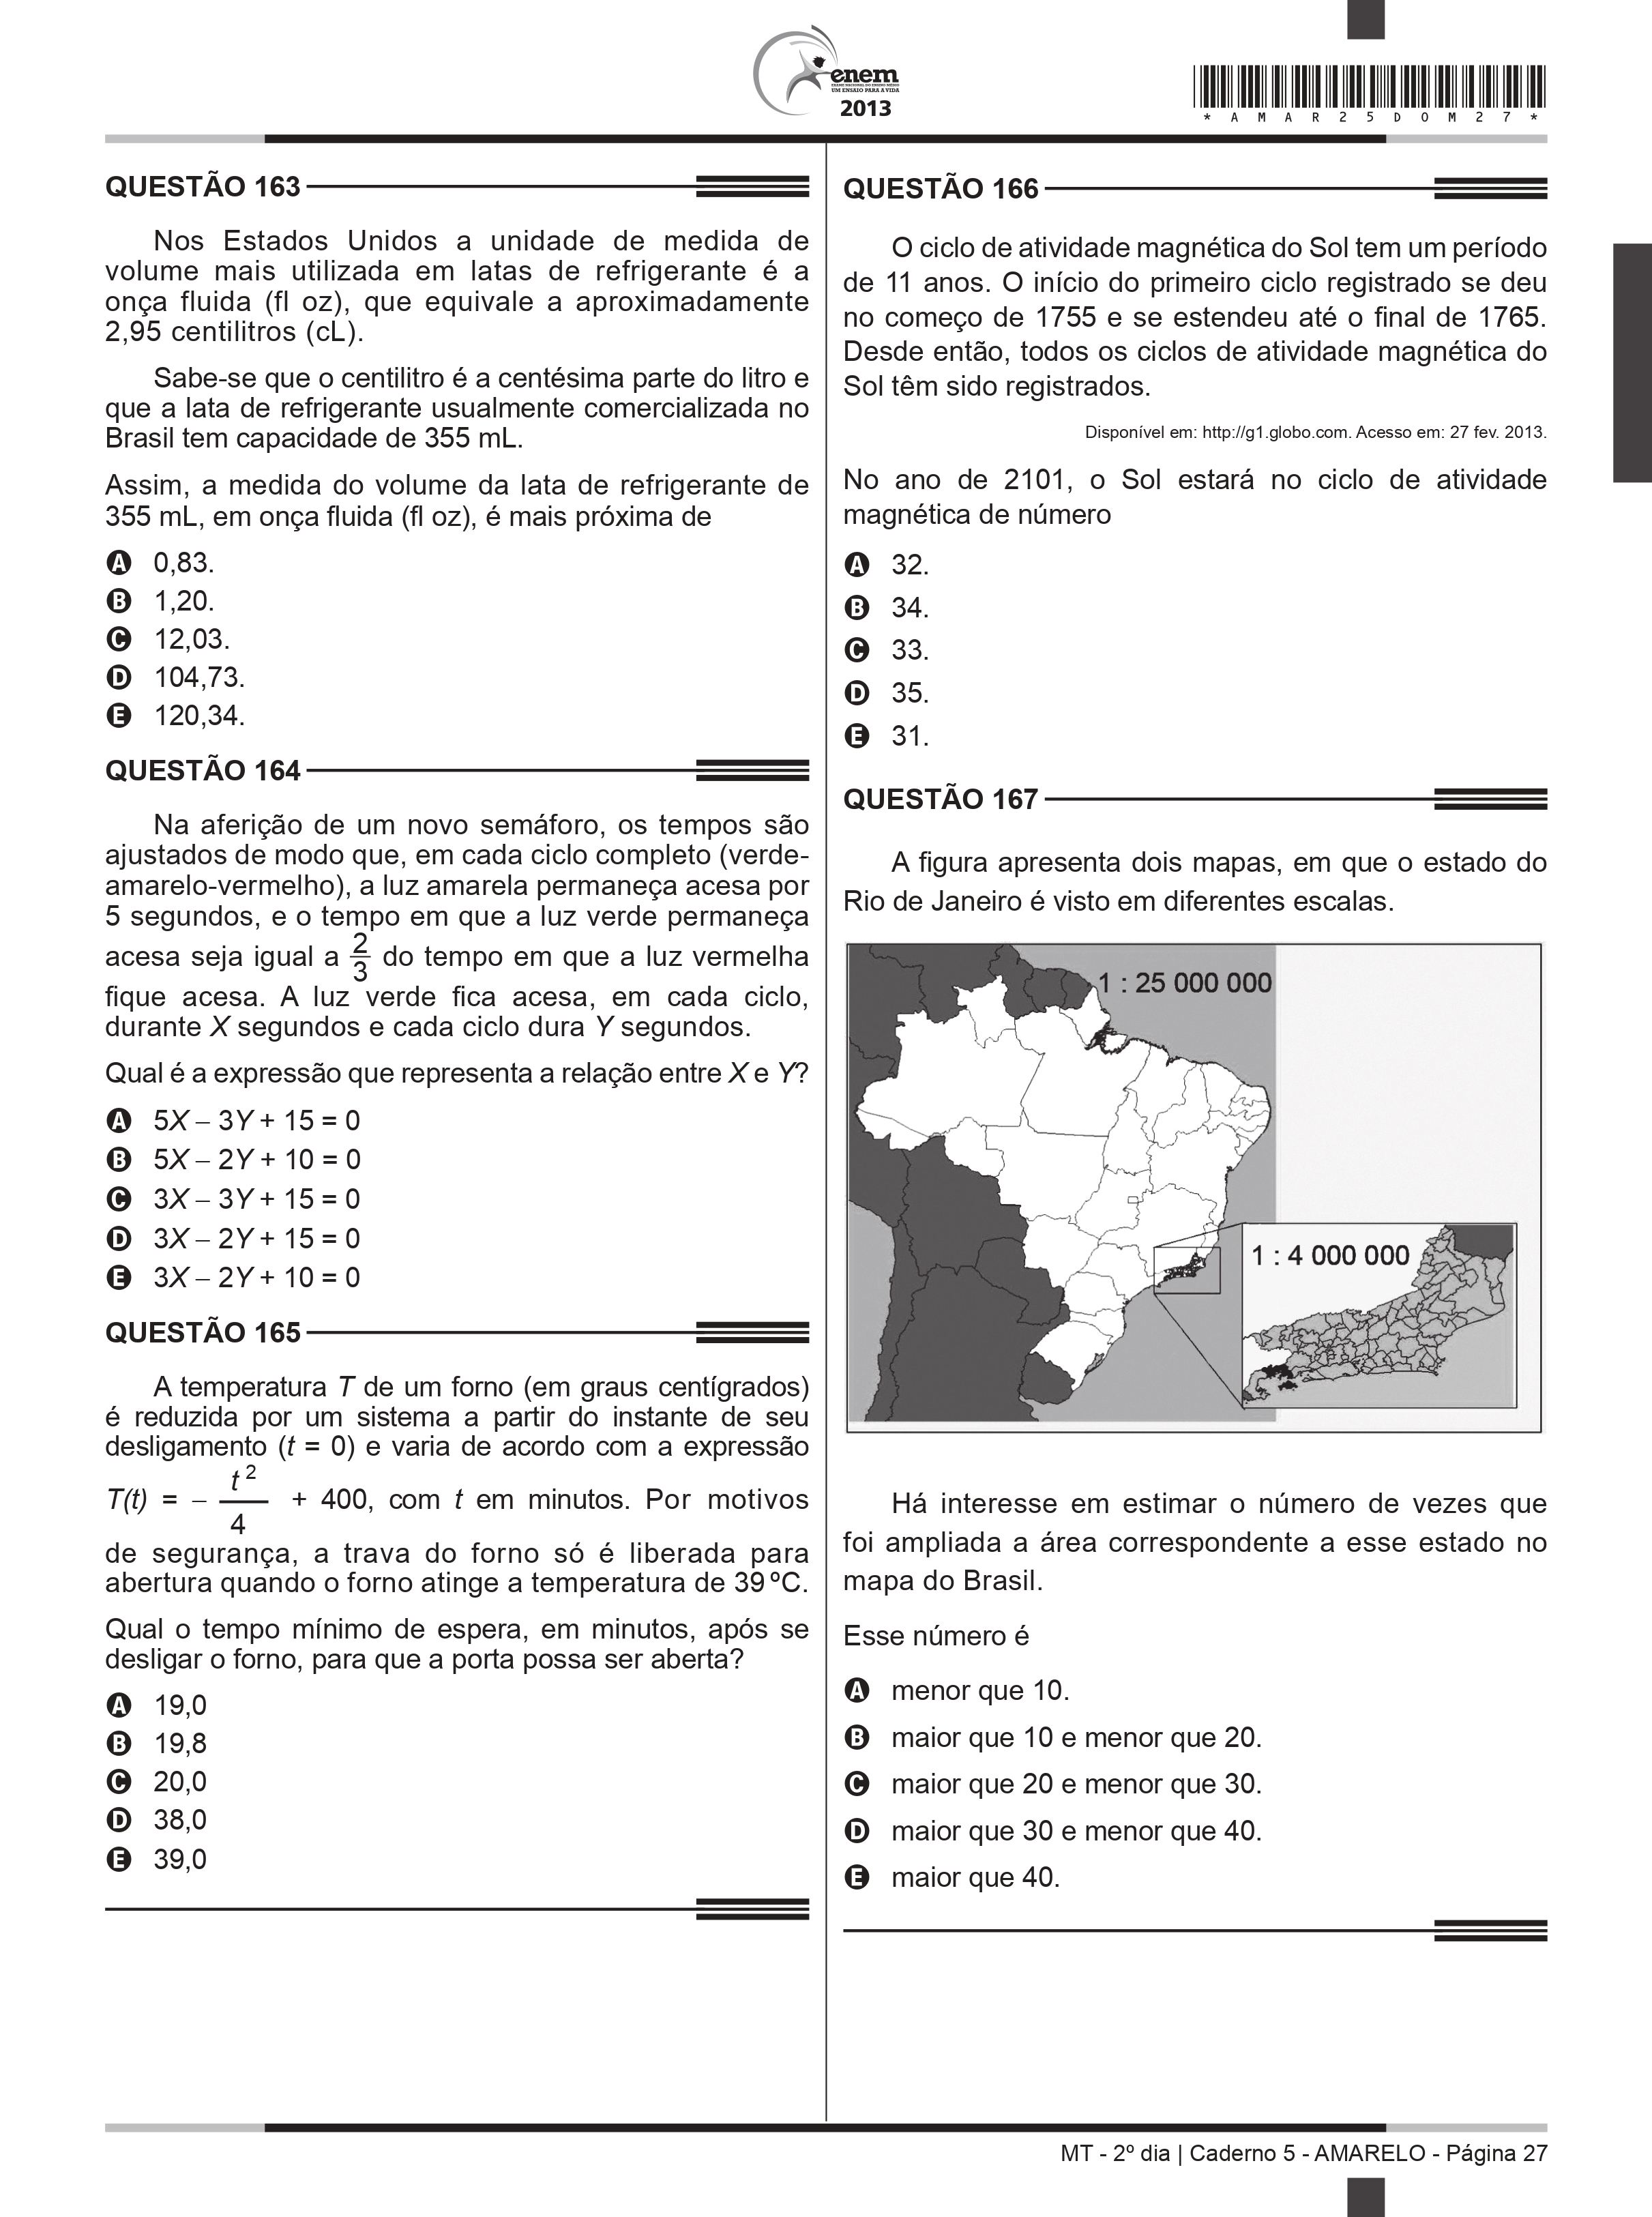 enem
EXAME NACIONAL DO ENSINO MÉDIO
UM ENSAIO PARA A VIDA
2013
* A M A R 2 5 D O M 2 7 *
QUESTÃO 163
Nos Estados Unidos a unidade de medida de
volume mais utilizada em latas de refrigerante é a
onça fluida (fl oz), que equivale a aproximadamente
2,95 centilitros (cL).
Sabe-se que o centilitro é a centésima parte do litro e
que a lata de refrigerante usualmente comercializada no
Brasil tem capacidade de 355 mL.
Assim, a medida do volume da lata de refrigerante de
355 mL, em onça fluida (fl oz), é mais próxima de
A 0,83.
B 1,20.
C 12,03.
D 104,73.
E 120,34.
QUESTÃO 164
Na aferição de um novo semáforo, os tempos são
ajustados de modo que, em cada ciclo completo (verde-
amarelo-vermelho), a luz amarela permaneça acesa por
5 segundos, e o tempo em que a luz verde permaneça
acesa seja igual a 2/3 do tempo em que a luz vermelha
fique acesa. A luz verde fica acesa, em cada ciclo,
durante X segundos e cada ciclo dura Y segundos.
Qual é a expressão que representa a relação entre X e Y?
A 5X – 3Y + 15 = 0
B 5X – 2Y + 10 = 0
C 3X – 3Y + 15 = 0
D 3X – 2Y + 15 = 0
E 3X – 2Y + 10 = 0
QUESTÃO 165
A temperatura T de um forno (em graus centígrados)
é reduzida por um sistema a partir do instante de seu
desligamento (t = 0) e varia de acordo com a expressão
T(t) = – t²/4 + 400, com t em minutos. Por motivos
de segurança, a trava do forno só é liberada para
abertura quando o forno atinge a temperatura de 39 ºC.
Qual o tempo mínimo de espera, em minutos, após se
desligar o forno, para que a porta possa ser aberta?
A 19,0
B 19,8
C 20,0
D 38,0
E 39,0
QUESTÃO 166
O ciclo de atividade magnética do Sol tem um período
de 11 anos. O início do primeiro ciclo registrado se deu
no começo de 1755 e se estendeu até o final de 1765.
Desde então, todos os ciclos de atividade magnética do
Sol têm sido registrados.
Disponível em: http://g1.globo.com. Acesso em: 27 fev. 2013.
No ano de 2101, o Sol estará no ciclo de atividade
magnética de número
A 32.
B 34.
C 33.
D 35.
E 31.
QUESTÃO 167
A figura apresenta dois mapas, em que o estado do
Rio de Janeiro é visto em diferentes escalas.
1 : 25 000 000
1 : 4 000 000
Há interesse em estimar o número de vezes que
foi ampliada a área correspondente a esse estado no
mapa do Brasil.
Esse número é
A menor que 10.
B maior que 10 e menor que 20.
C maior que 20 e menor que 30.
D maior que 30 e menor que 40.
E maior que 40.
MT - 2º dia | Caderno 5 - AMARELO - Página 27